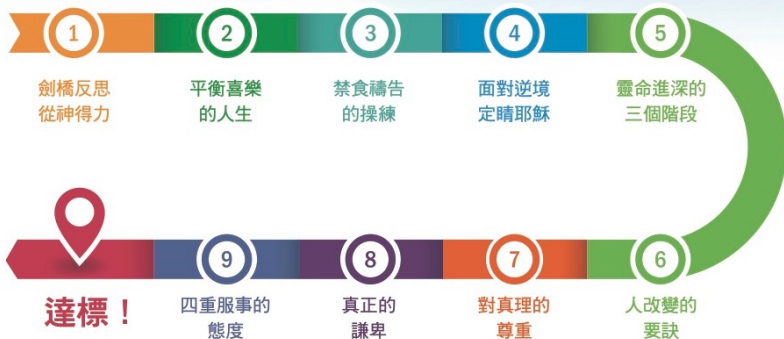 1
劍橋反思
從神得力
2
平衡喜樂
的人生
3
禁食禱告
的操練
4
面對逆境
定睛耶穌
5
靈命進深的
三個階段
6
人改變的
要訣
7
對真理的
尊重
8
真正的
謙卑
9
四重服事的
態度
達標！